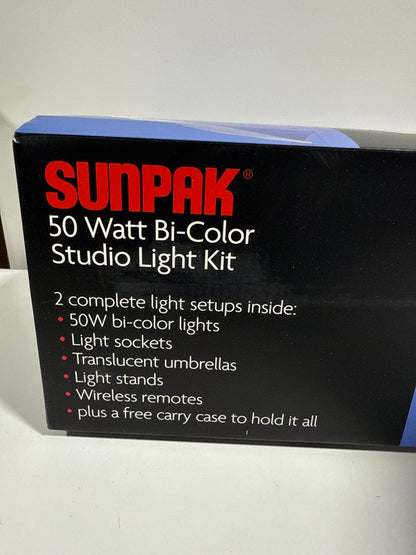 SUNPAK®
50 Watt Bi-Color
Studio Light Kit
2 complete light setups inside:
• 50W bi-color lights
• Light sockets
• Translucent umbrellas
• Light stands
• Wireless remotes
• plus a free carry case to hold it all